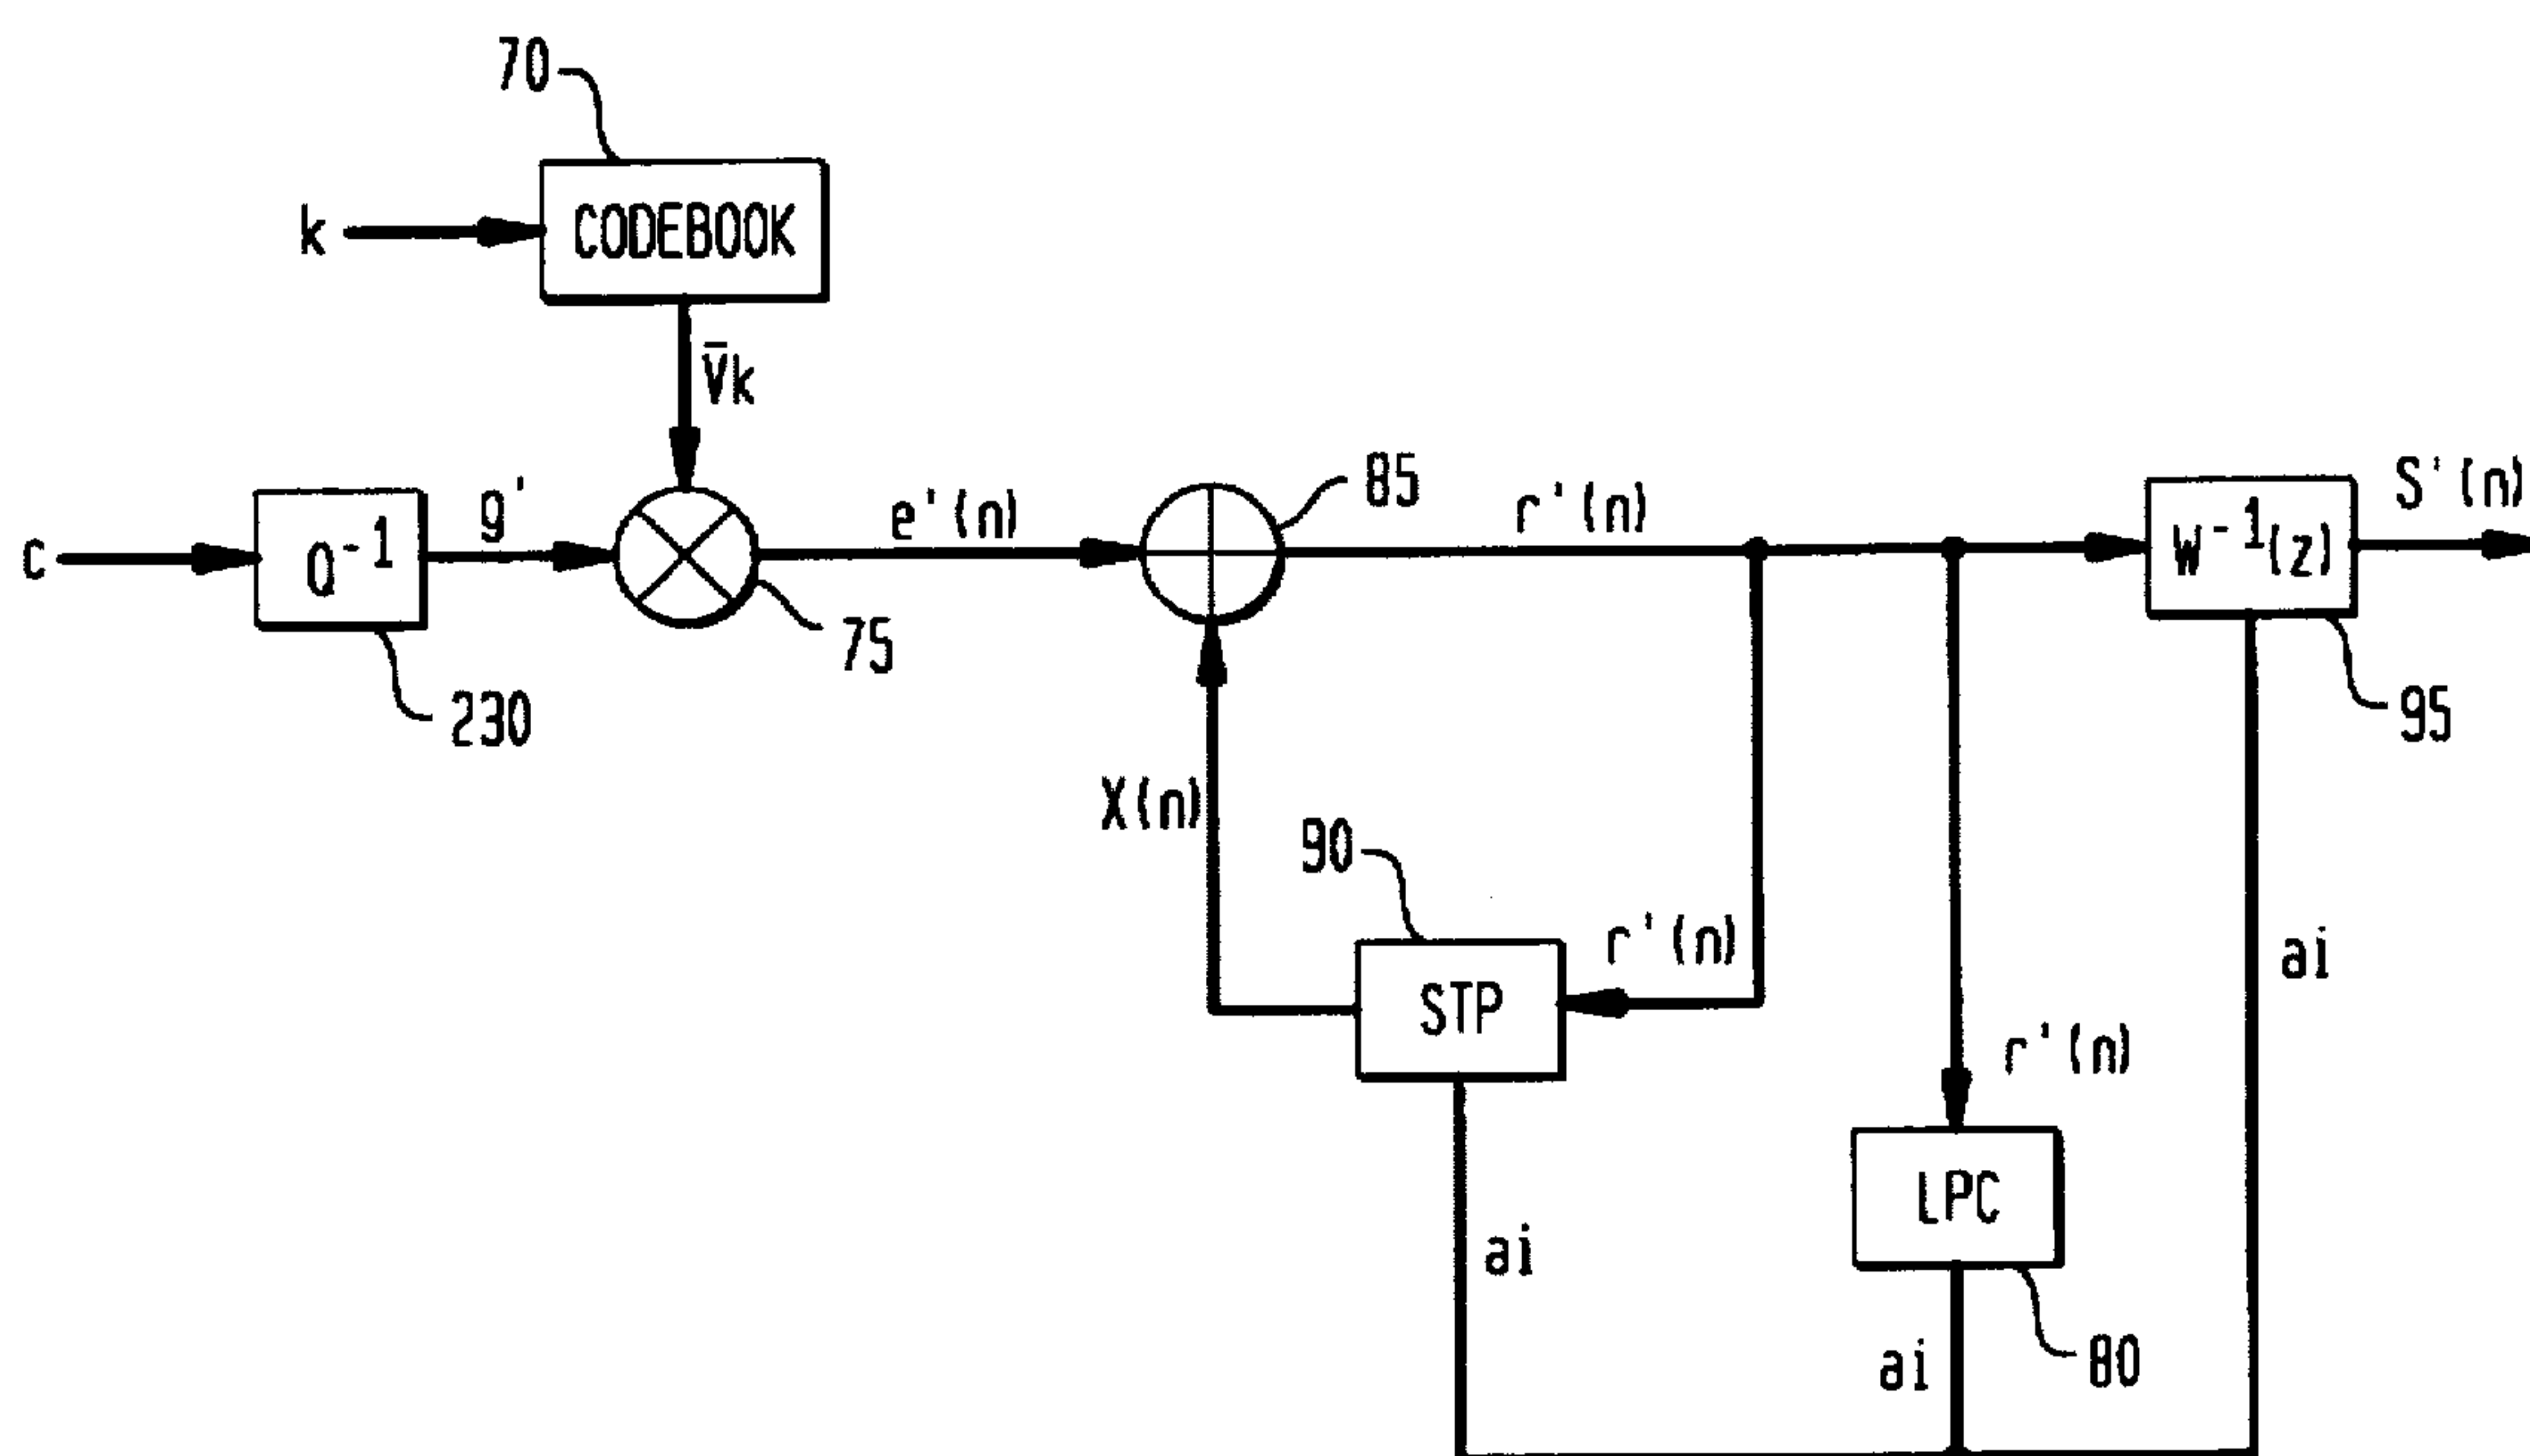 70
k
CODEBOOK
V̄k
c
Q⁻¹
g'
e'(n)
85
r'(n)
W⁻¹(z)
S'(n)
75
230
95
X(n)
90
r'(n)
STP
ai
r'(n)
LPC
ai
ai
80